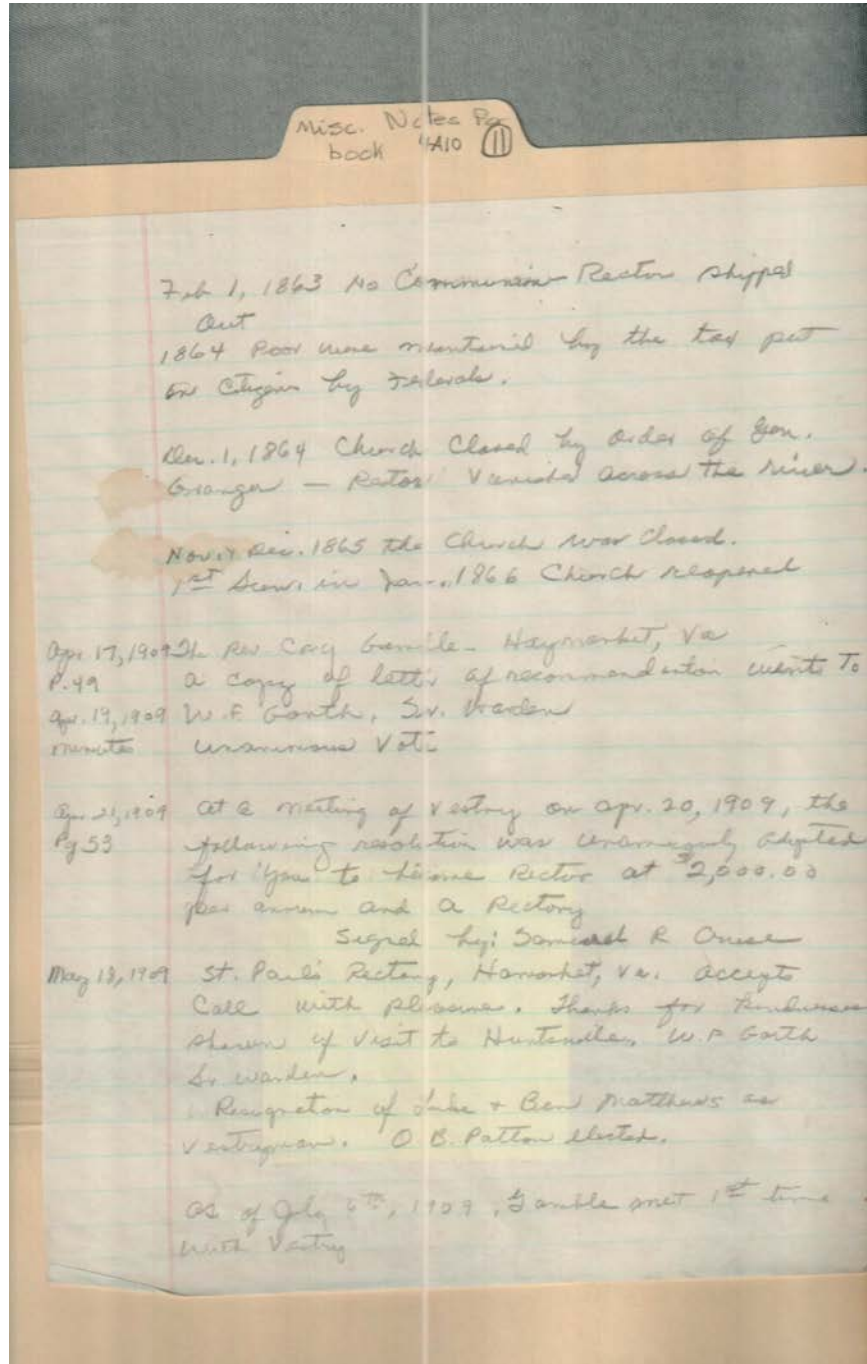 Misc. Notes Pg
book 4A10 11
Feb 1, 1863 No Communion Rector shipped
Out
1864 Poor were maintained by the tax put
on Citizens by Federals.
Dec. 1, 1864 Church Closed by order of Gen.
Granger — Rector Vanished across the river.
Nov. & Dec. 1865 the Church was Closed.
1st in Jan., 1866 Church reopened
Apr. 17, 1909 The Rev Cary Gamble - Haymarket, Va
P. 49 a copy of letter of recommendation went To
Apr. 19, 1909 W. F. Garth, Sr. Warden
minutes unanimous Vote
Apr 21, 1909 at a meeting of vestry on apr. 20, 1909, the
Pg 53 following resolution was unanimously adopted
for "you" to become Rector at $2,000.00
per annum and a Rectory
Signed by: Samuel R
May 18, 1909 St. Paul's Rectory, Va. accepts
Call with pleasure. Thanks for kindness
shown of visit to Huntsville. W. F Garth
Sr warden.
Resignation of Luke + Ben Matthews as
vestryman. O B. Patton elected.
as of July 6th, 1909, Gamble met 1st time
with Vestry